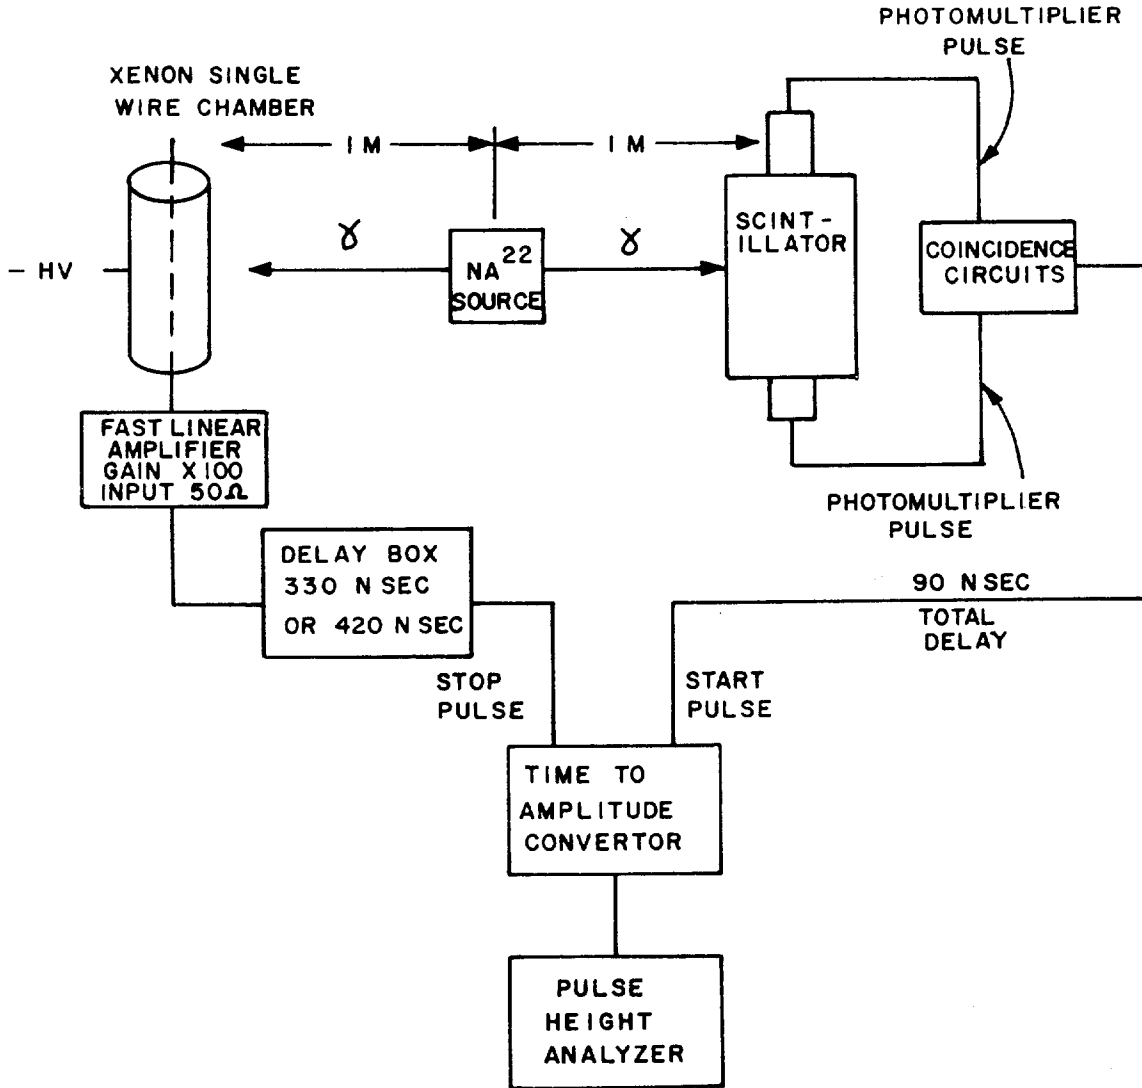 PHOTOMULTIPLIER
PULSE
XENON SINGLE
WIRE CHAMBER
1 M
1 M
γ
γ
- HV
NA22
SOURCE
SCINT-
ILLATOR
COINCIDENCE
CIRCUITS
FAST LINEAR
AMPLIFIER
GAIN X100
INPUT 50Ω
PHOTOMULTIPLIER
PULSE
DELAY BOX
330 N SEC
OR 420 N SEC
90 N SEC
TOTAL
DELAY
STOP
PULSE
START
PULSE
TIME TO
AMPLITUDE
CONVERTOR
PULSE
HEIGHT
ANALYZER